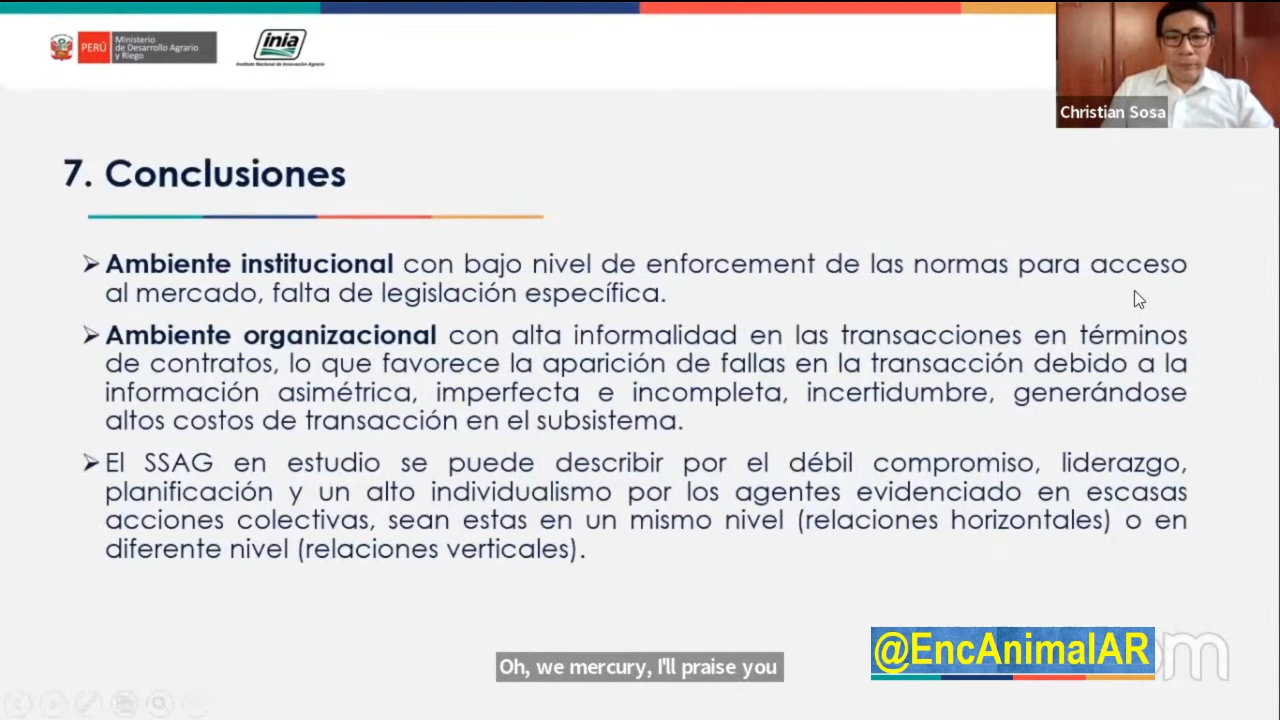 PERÚ
Ministerio
de Desarrollo Agrario
y Riego
inia
Instituto Nacional de Innovación Agraria
Christian Sosa
7. Conclusiones
Ambiente institucional con bajo nivel de enforcement de las normas para acceso
al mercado, falta de legislación específica.
Ambiente organizacional con alta informalidad en las transacciones en términos
de contratos, lo que favorece la aparición de fallas en la transacción debido a la
información asimétrica, imperfecta e incompleta, incertidumbre, generándose
altos costos de transacción en el subsistema.
El SSAG en estudio se puede describir por el débil compromiso, liderazgo,
planificación y un alto individualismo por los agentes evidenciado en escasas
acciones colectivas, sean estas en un mismo nivel (relaciones horizontales) o en
diferente nivel (relaciones verticales).
Oh, we mercury, I'll praise you
@EncAnimalAR